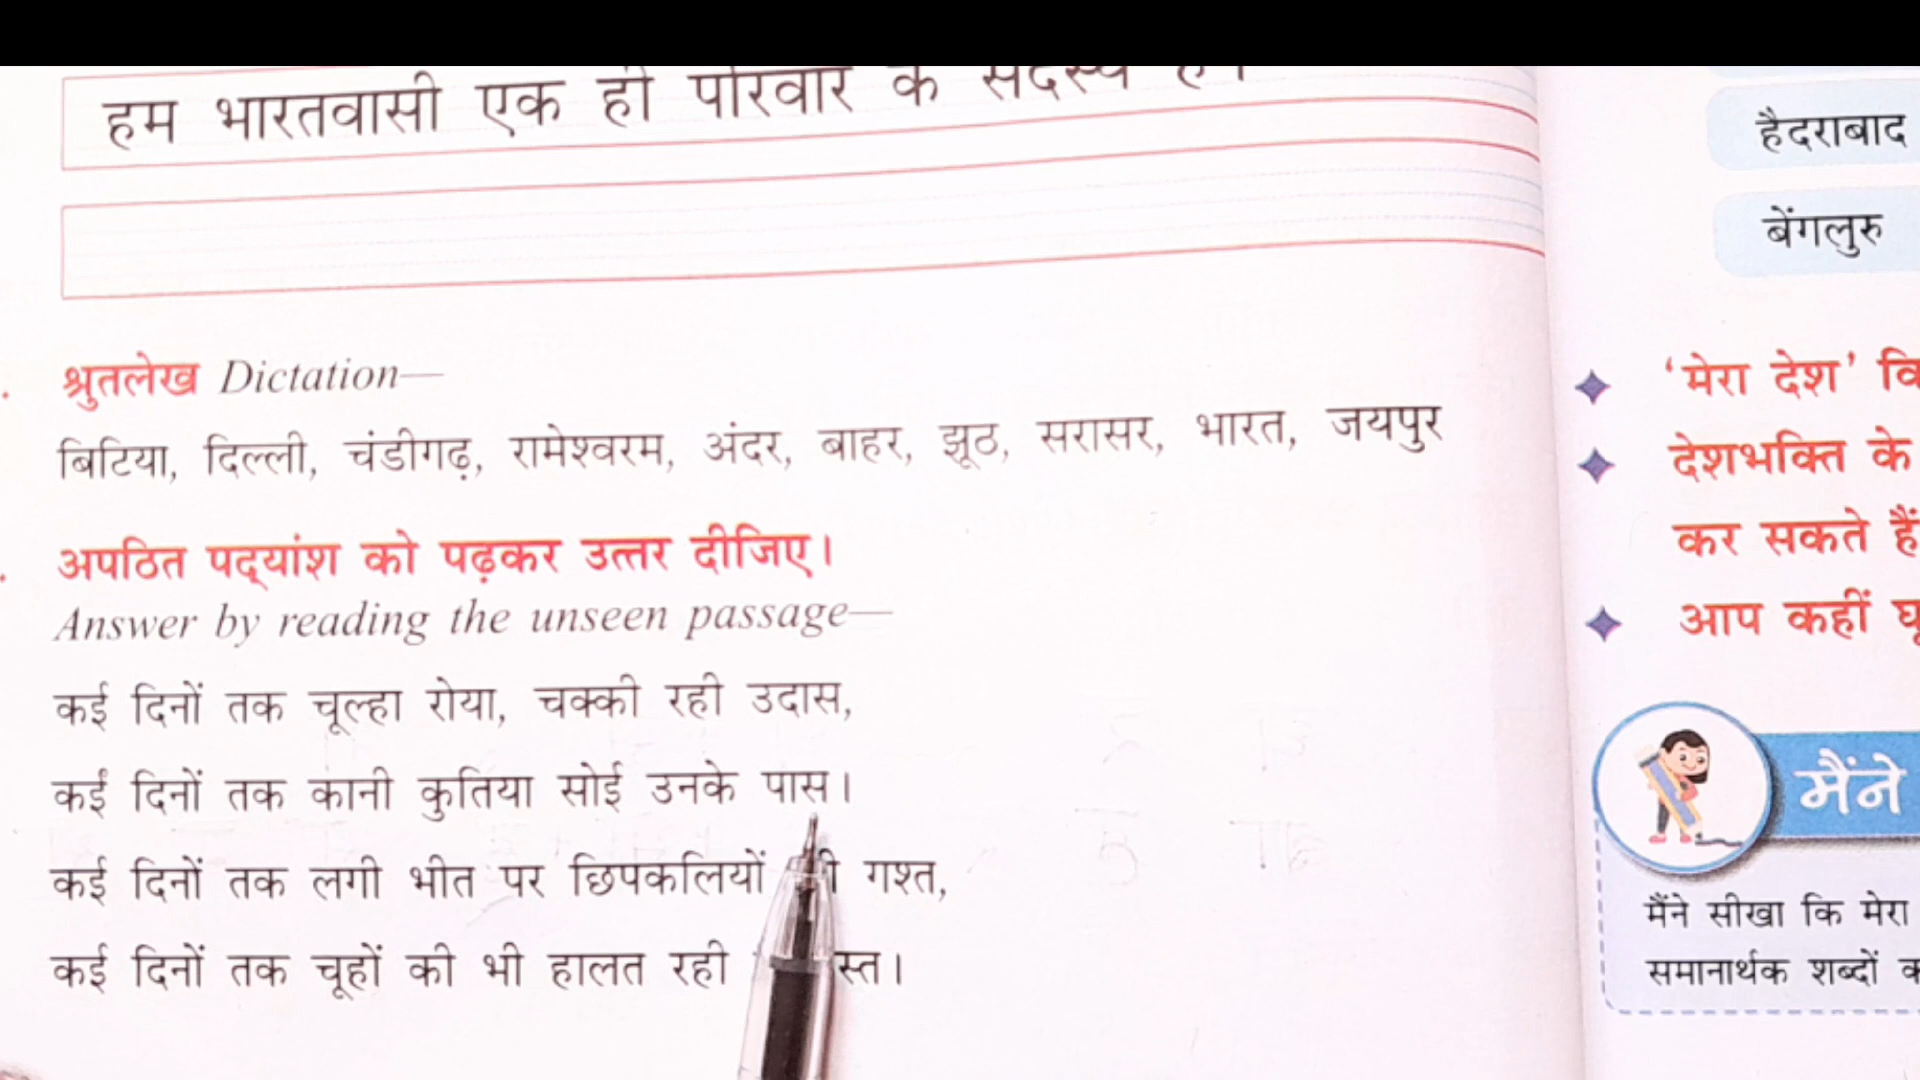 हम भारतवासी एक ही परिवार के सदस्य हैं।
श्रुतलेख Dictation—
बिटिया, दिल्ली, चंडीगढ़, रामेश्वरम, अंदर, बाहर, झूठ, सरासर, भारत, जयपुर
अपठित पद्यांश को पढ़कर उत्तर दीजिए।
Answer by reading the unseen passage—
कई दिनों तक चूल्हा रोया, चक्की रही उदास,
कई दिनों तक कानी कुतिया सोई उनके पास।
कई दिनों तक लगी भीत पर छिपकलियों गश्त,
कई दिनों तक चूहों की भी हालत रही
हैदराबाद
बेंगलुरु
‘मेरा देश’
देशभक्ति के
कर सकते हैं
आप कहीं
मैंने
मैंने सीखा कि मेरा
समानार्थक शब्दों